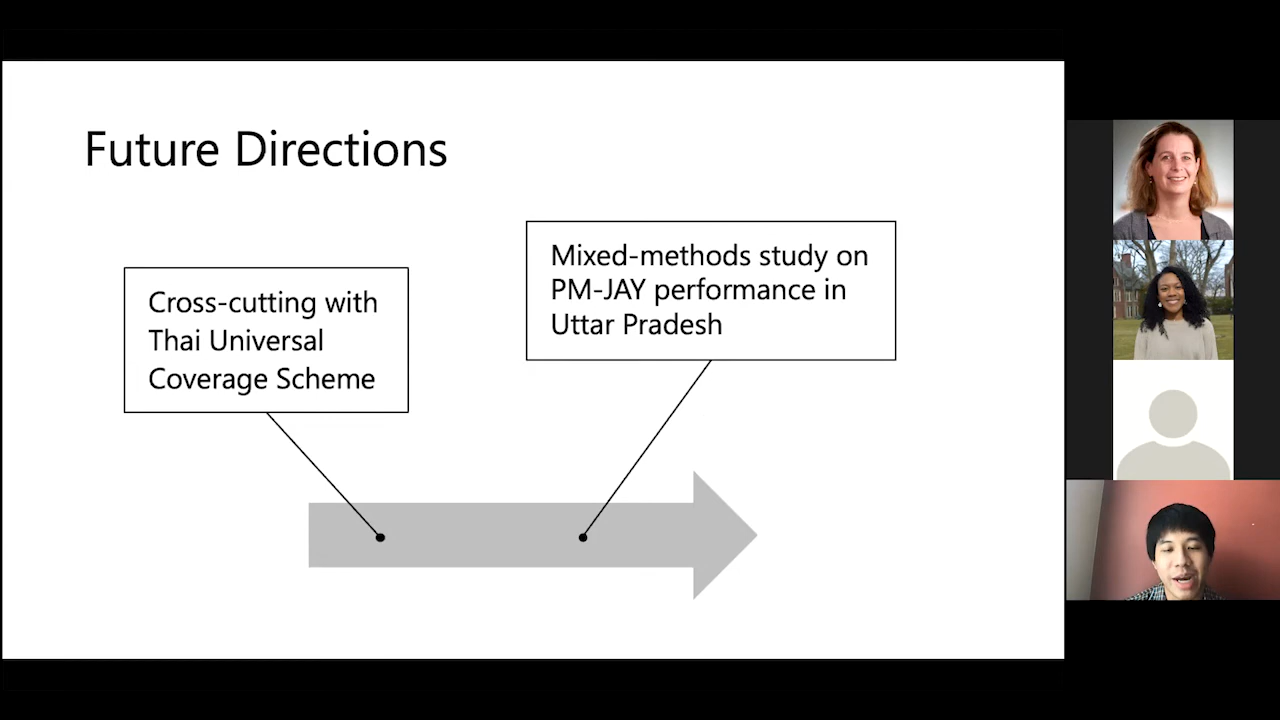 Future Directions
Cross-cutting with
Thai Universal
Coverage Scheme
Mixed-methods study on
PM-JAY performance in
Uttar Pradesh